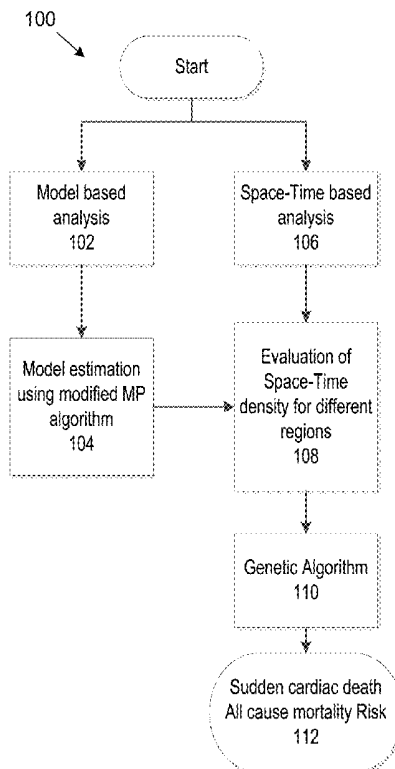 100
Start
Model based
analysis
102
Space-Time based
analysis
106
Model estimation
using modified MP
algorithm
104
Evaluation of
Space-Time
density for different
regions
108
Genetic Algorithm
110
Sudden cardiac death
All cause mortality Risk
112